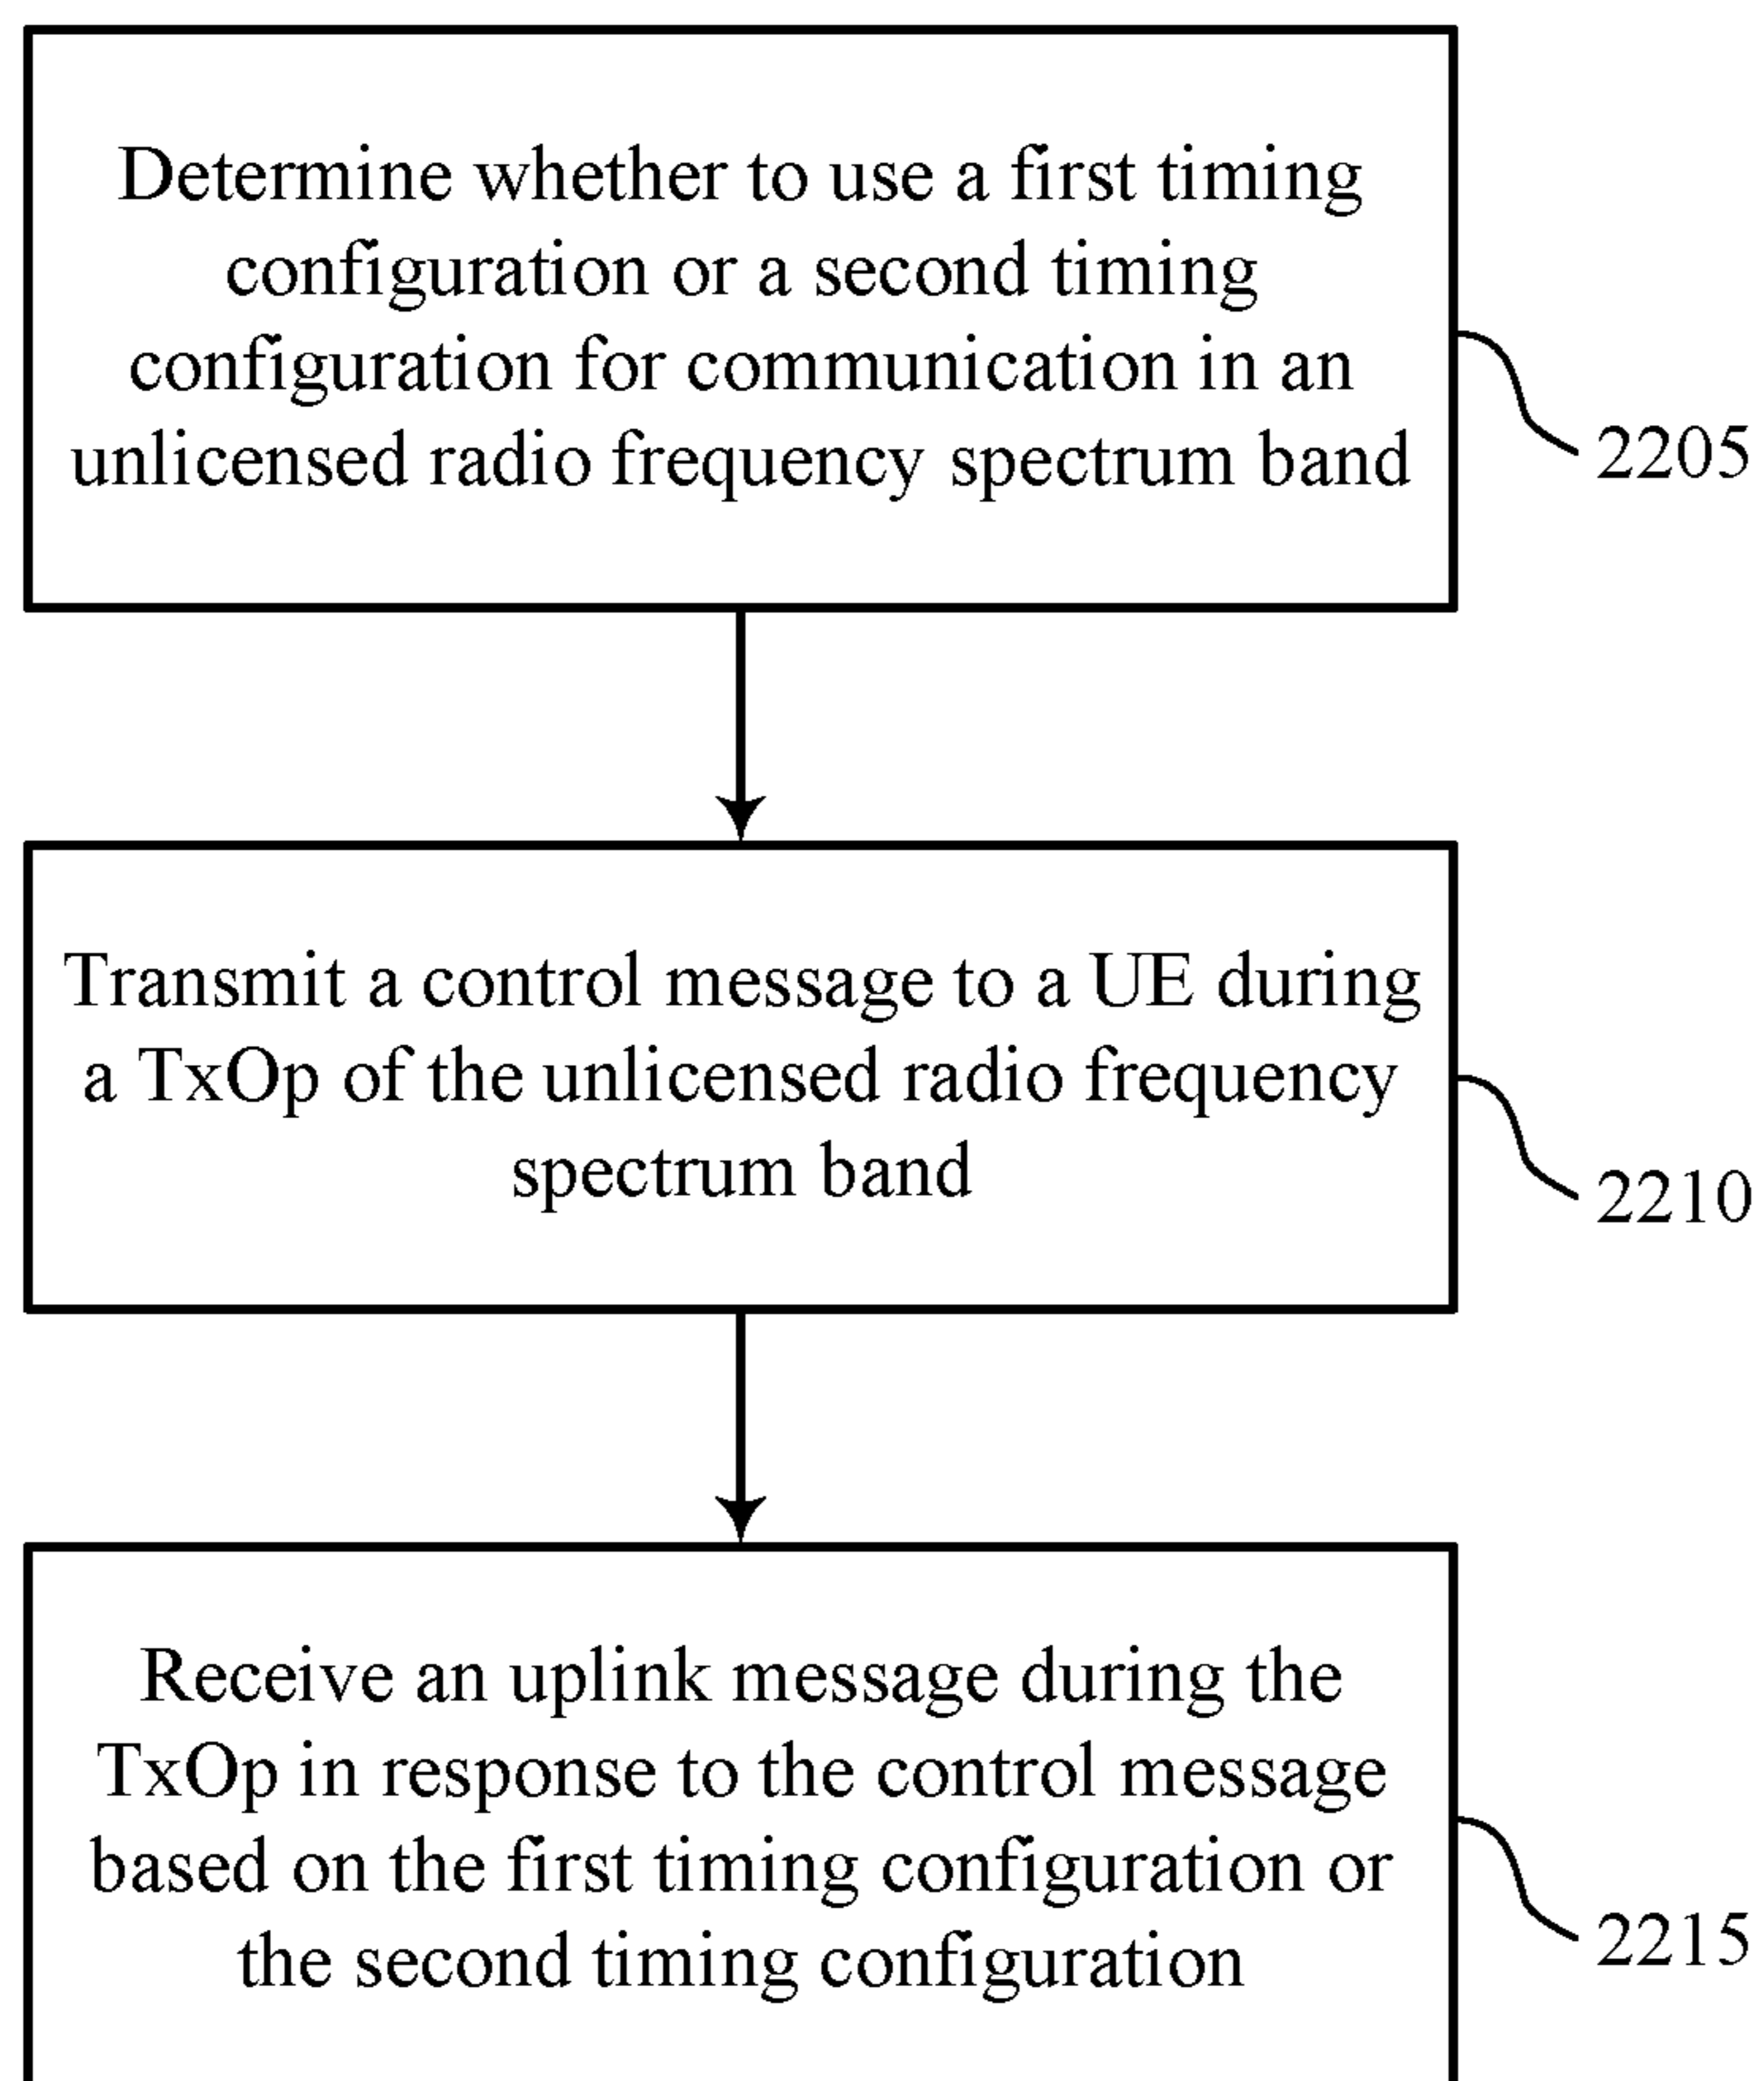 Determine whether to use a first timing
configuration or a second timing
configuration for communication in an
unlicensed radio frequency spectrum band
2205
Transmit a control message to a UE during
a TxOp of the unlicensed radio frequency
spectrum band
2210
Receive an uplink message during the
TxOp in response to the control message
based on the first timing configuration or
the second timing configuration
2215